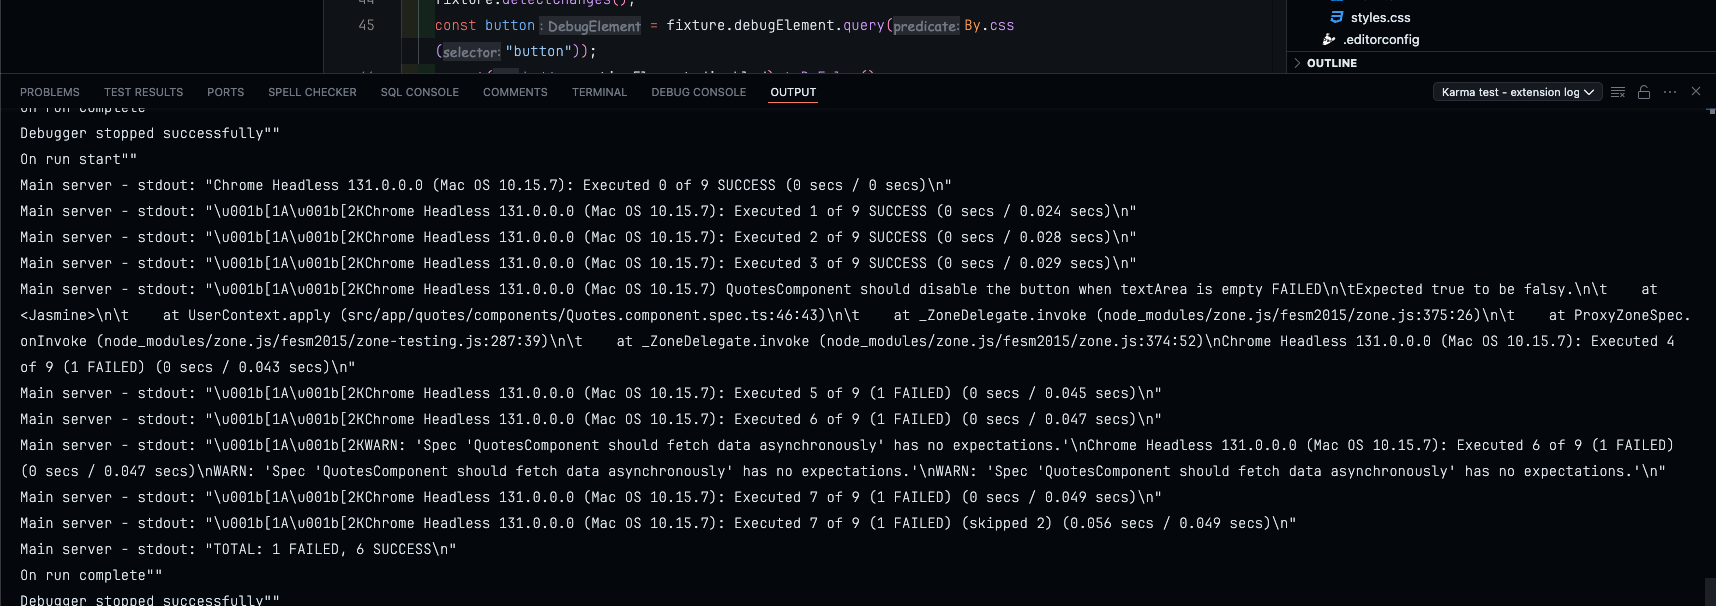 44 fixture.detectChanges();
45 const button: DebugElement = fixture.debugElement.query(predicate: By.css
(selector: "button"));
styles.css
.editorconfig
OUTLINE
PROBLEMS TEST RESULTS PORTS SPELL CHECKER SQL CONSOLE COMMENTS TERMINAL DEBUG CONSOLE OUTPUT Karma test - extension log
On run complete""
Debugger stopped successfully""
On run start""
Main server - stdout: "Chrome Headless 131.0.0.0 (Mac OS 10.15.7): Executed 0 of 9 SUCCESS (0 secs / 0 secs)\n"
Main server - stdout: "\u001b[1A\u001b[2KChrome Headless 131.0.0.0 (Mac OS 10.15.7): Executed 1 of 9 SUCCESS (0 secs / 0.024 secs)\n"
Main server - stdout: "\u001b[1A\u001b[2KChrome Headless 131.0.0.0 (Mac OS 10.15.7): Executed 2 of 9 SUCCESS (0 secs / 0.028 secs)\n"
Main server - stdout: "\u001b[1A\u001b[2KChrome Headless 131.0.0.0 (Mac OS 10.15.7): Executed 3 of 9 SUCCESS (0 secs / 0.029 secs)\n"
Main server - stdout: "\u001b[1A\u001b[2KChrome Headless 131.0.0.0 (Mac OS 10.15.7) QuotesComponent should disable the button when textArea is empty FAILED\n\tExpected true to be falsy.\n\t    at
<Jasmine>\n\t    at UserContext.apply (src/app/quotes/components/Quotes.component.spec.ts:46:43)\n\t    at _ZoneDelegate.invoke (node_modules/zone.js/fesm2015/zone.js:375:26)\n\t    at ProxyZoneSpec.
onInvoke (node_modules/zone.js/fesm2015/zone-testing.js:287:39)\n\t    at _ZoneDelegate.invoke (node_modules/zone.js/fesm2015/zone.js:374:52)\nChrome Headless 131.0.0.0 (Mac OS 10.15.7): Executed 4
of 9 (1 FAILED) (0 secs / 0.043 secs)\n"
Main server - stdout: "\u001b[1A\u001b[2KChrome Headless 131.0.0.0 (Mac OS 10.15.7): Executed 5 of 9 (1 FAILED) (0 secs / 0.045 secs)\n"
Main server - stdout: "\u001b[1A\u001b[2KChrome Headless 131.0.0.0 (Mac OS 10.15.7): Executed 6 of 9 (1 FAILED) (0 secs / 0.047 secs)\n"
Main server - stdout: "\u001b[1A\u001b[2KWARN: 'Spec 'QuotesComponent should fetch data asynchronously' has no expectations.'\nChrome Headless 131.0.0.0 (Mac OS 10.15.7): Executed 6 of 9 (1 FAILED)
(0 secs / 0.047 secs)\nWARN: 'Spec 'QuotesComponent should fetch data asynchronously' has no expectations.'\nWARN: 'Spec 'QuotesComponent should fetch data asynchronously' has no expectations.'\n"
Main server - stdout: "\u001b[1A\u001b[2KChrome Headless 131.0.0.0 (Mac OS 10.15.7): Executed 7 of 9 (1 FAILED) (0 secs / 0.049 secs)\n"
Main server - stdout: "\u001b[1A\u001b[2KChrome Headless 131.0.0.0 (Mac OS 10.15.7): Executed 7 of 9 (1 FAILED) (skipped 2) (0.056 secs / 0.049 secs)\n"
Main server - stdout: "TOTAL: 1 FAILED, 6 SUCCESS\n"
On run complete""
Debugger stopped successfully""